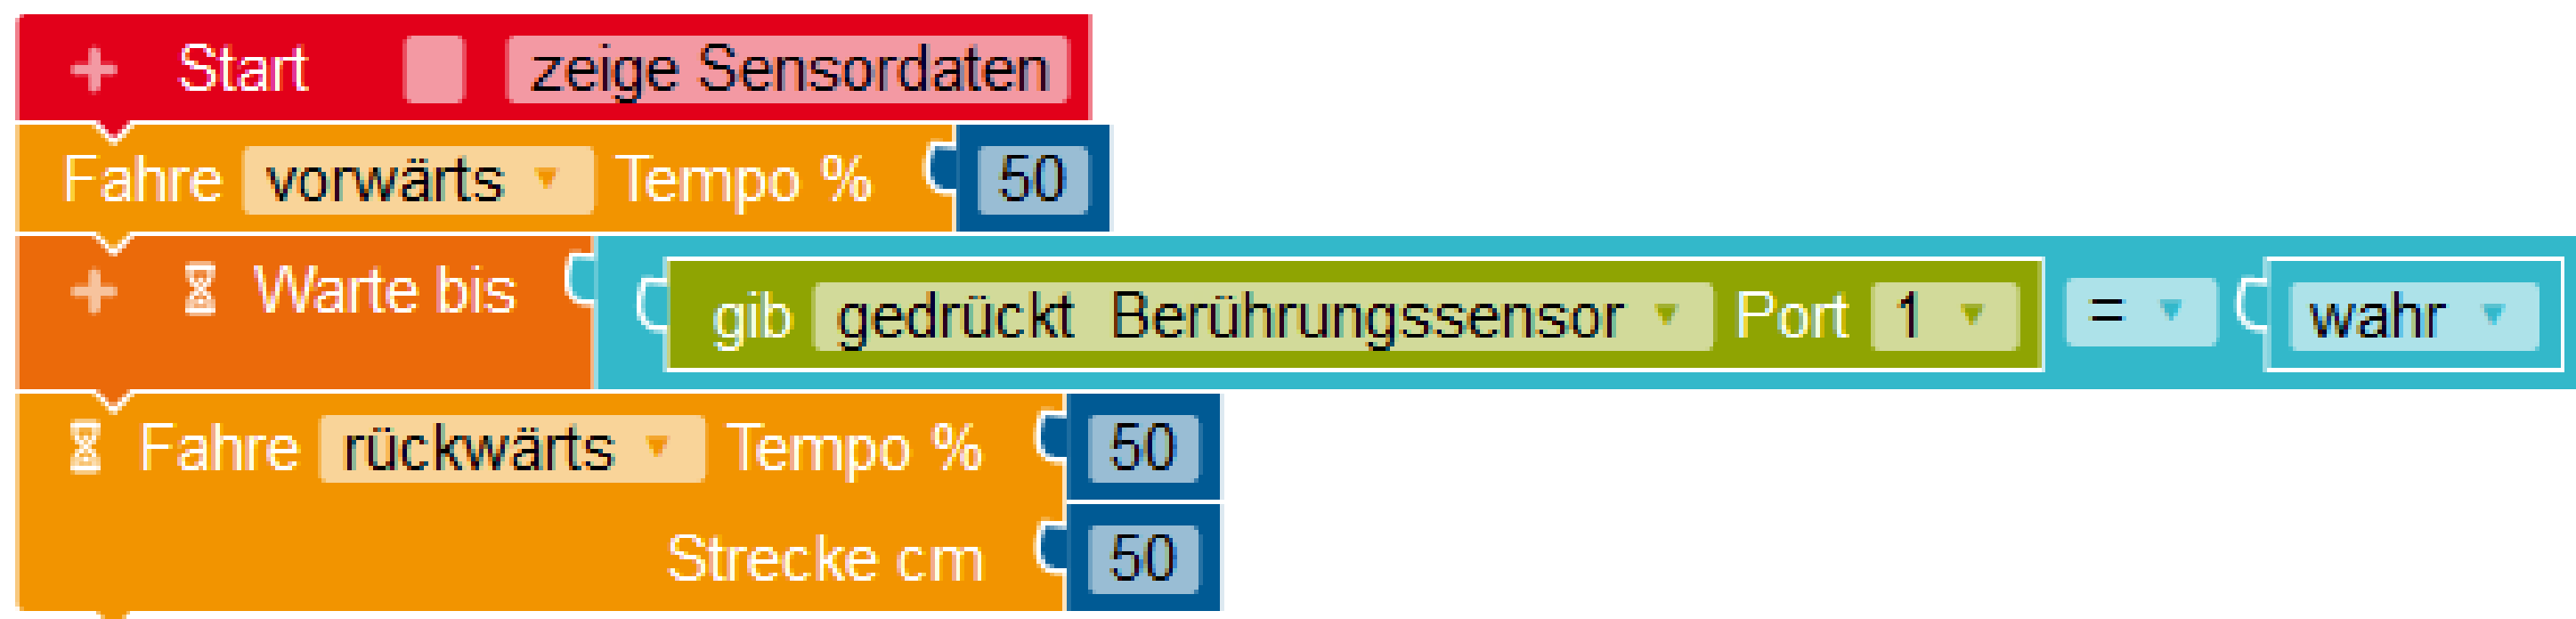 + Start zeige Sensordaten
Fahre vorwärts Tempo % 50
+ Warte bis gib gedrückt Berührungssensor Port 1 = wahr
Fahre rückwärts Tempo % 50
Strecke cm 50